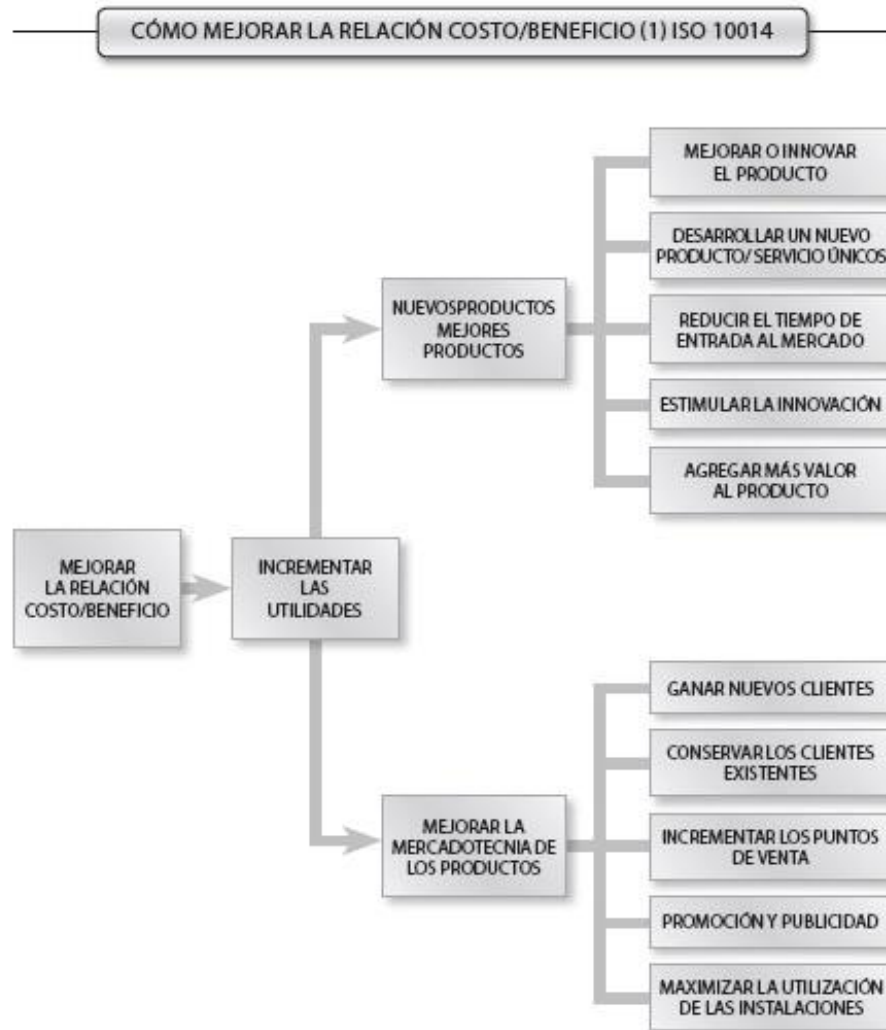 CÓMO MEJORAR LA RELACIÓN COSTO/BENEFICIO (1) ISO 10014
MEJORAR O INNOVAR
EL PRODUCTO
DESARROLLAR UN NUEVO
PRODUCTO/ SERVICIO ÚNICOS
NUEVOSPRODUCTOS
MEJORES
PRODUCTOS
REDUCIR EL TIEMPO DE
ENTRADA AL MERCADO
ESTIMULAR LA INNOVACIÓN
AGREGAR MÁS VALOR
AL PRODUCTO
MEJORAR
LA RELACIÓN
COSTO/BENEFICIO
INCREMENTAR
LAS
UTILIDADES
GANAR NUEVOS CLIENTES
CONSERVAR LOS CLIENTES
EXISTENTES
MEJORAR LA
MERCADOTECNIA DE
LOS PRODUCTOS
INCREMENTAR LOS PUNTOS
DE VENTA
PROMOCIÓN Y PUBLICIDAD
MAXIMIZAR LA UTILIZACIÓN
DE LAS INSTALACIONES